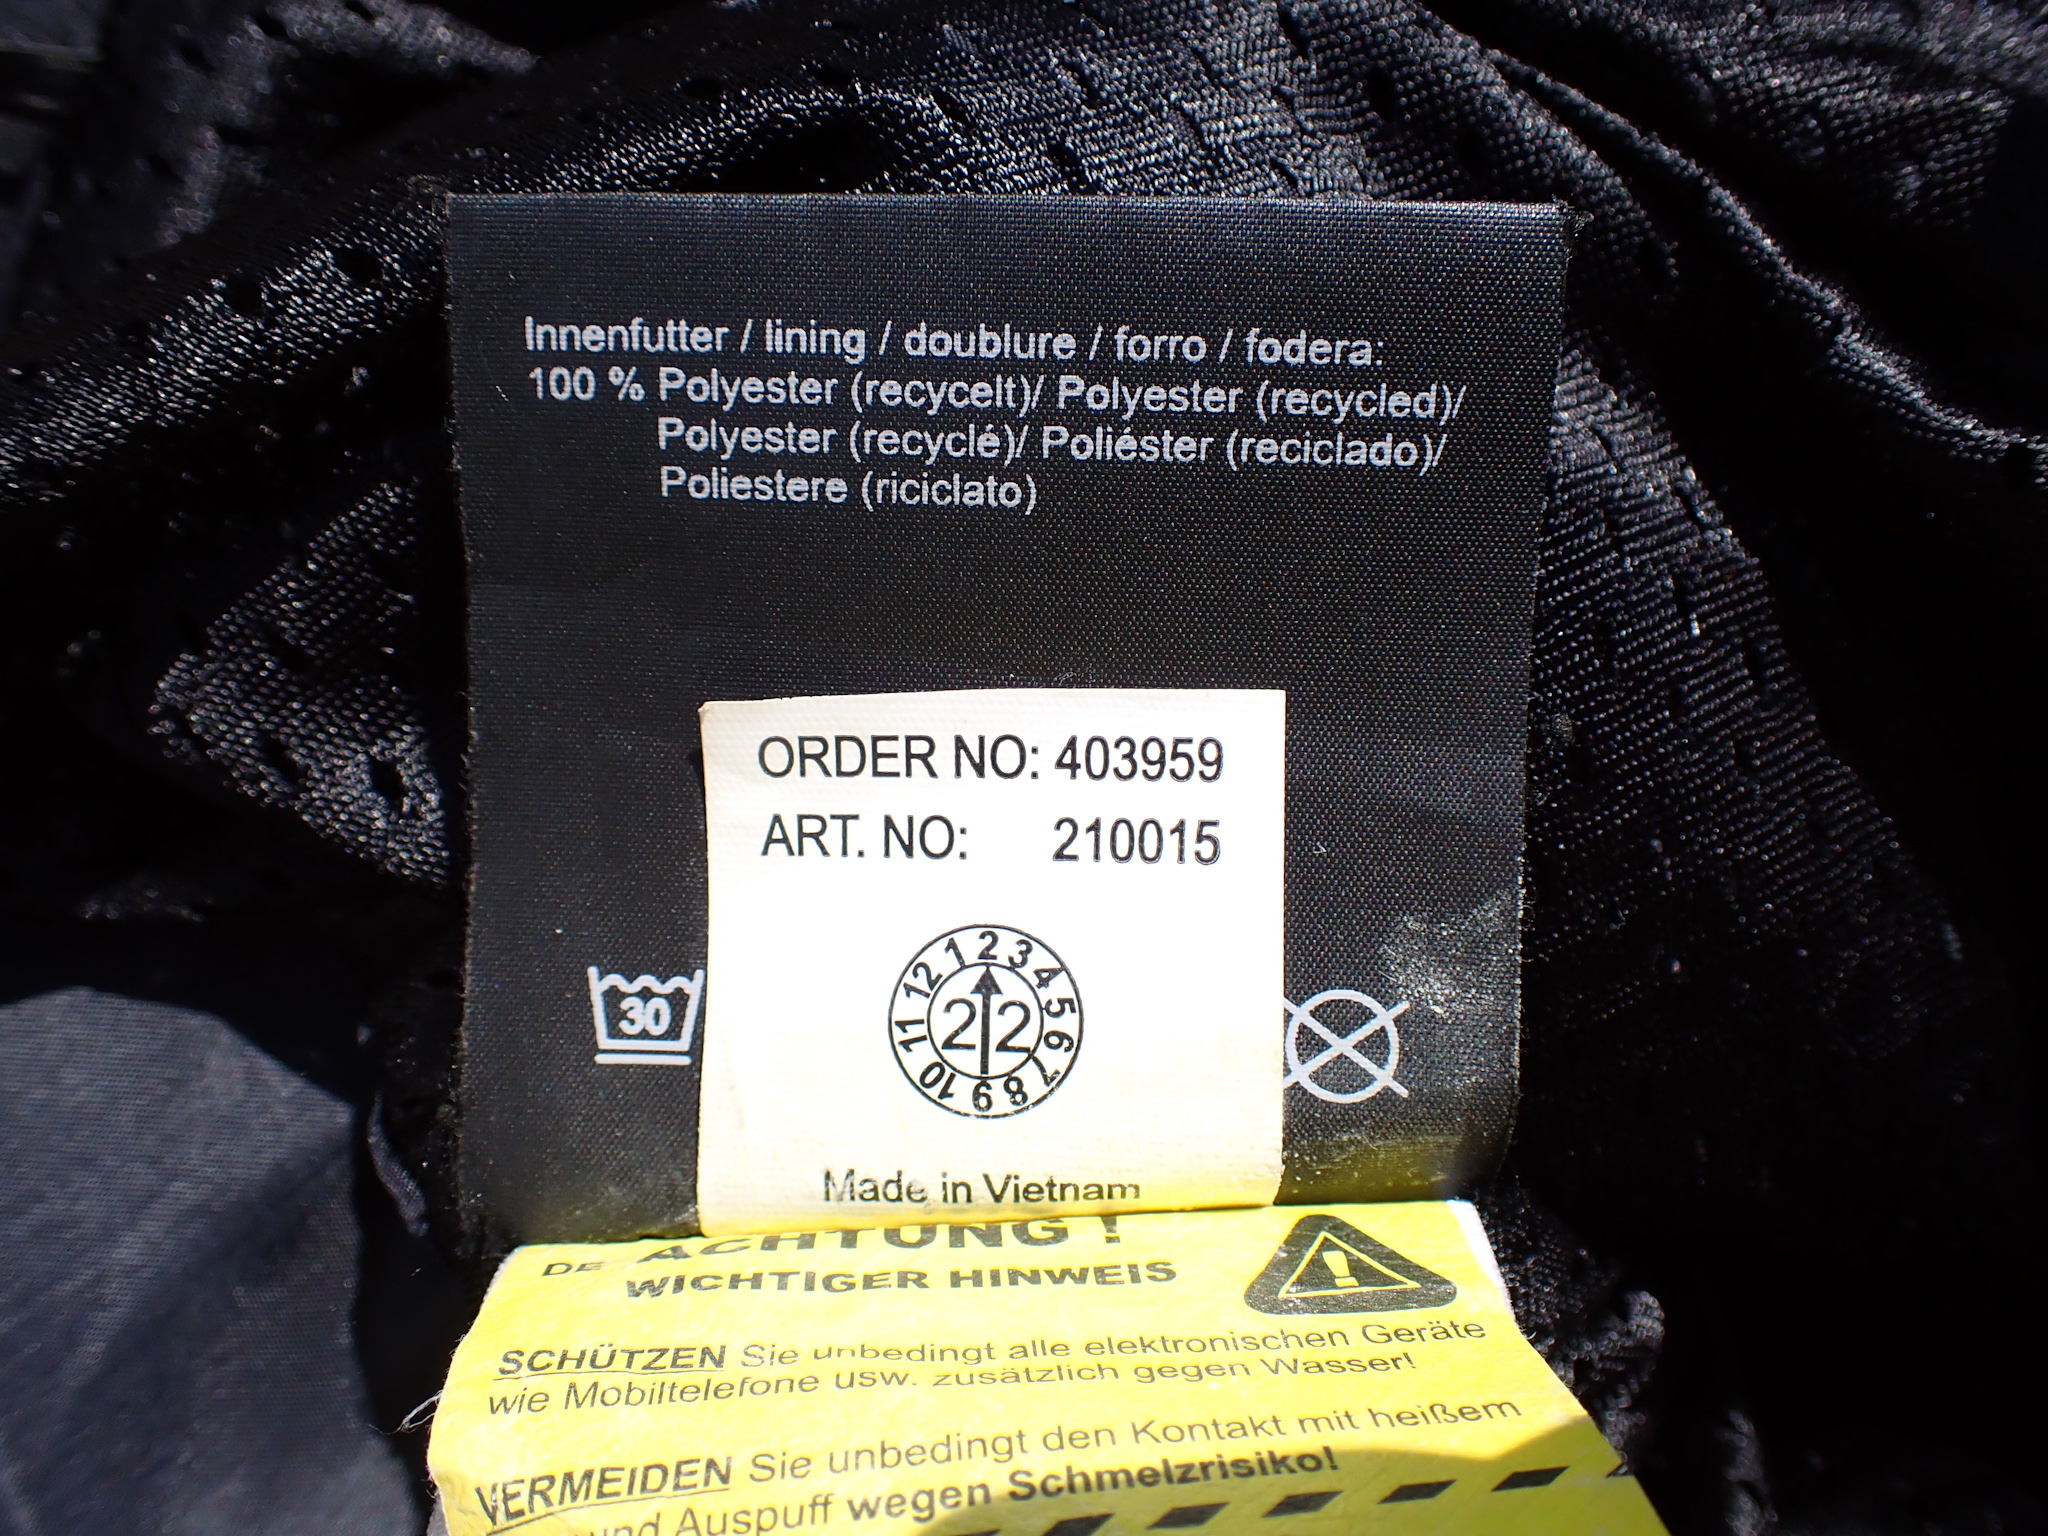 Innenfutter / lining / doublure / forro / fodera:
100 % Polyester (recycelt)/ Polyester (recycled)/
Polyester (recyclé)/ Poliéster (reciclado)/
Poliestere (riciclato)
ORDER NO: 403959
ART. NO: 210015
1 2 3 4 5 6 7 8 9 10 11 12
22
30
Made in Vietnam
DE ACHTUNG !
WICHTIGER HINWEIS
SCHÜTZEN Sie unbedingt alle elektronischen Geräte
wie Mobiltelefone usw. zusätzlich gegen Wasser!
VERMEIDEN Sie unbedingt den Kontakt mit heißem
und Auspuff wegen Schmelzrisiko!